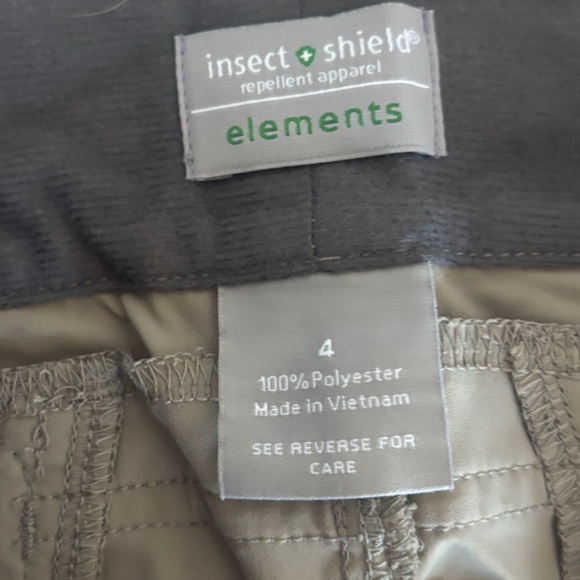 insect shield®
repellent apparel
elements
4
100% Polyester
Made in Vietnam
SEE REVERSE FOR
CARE